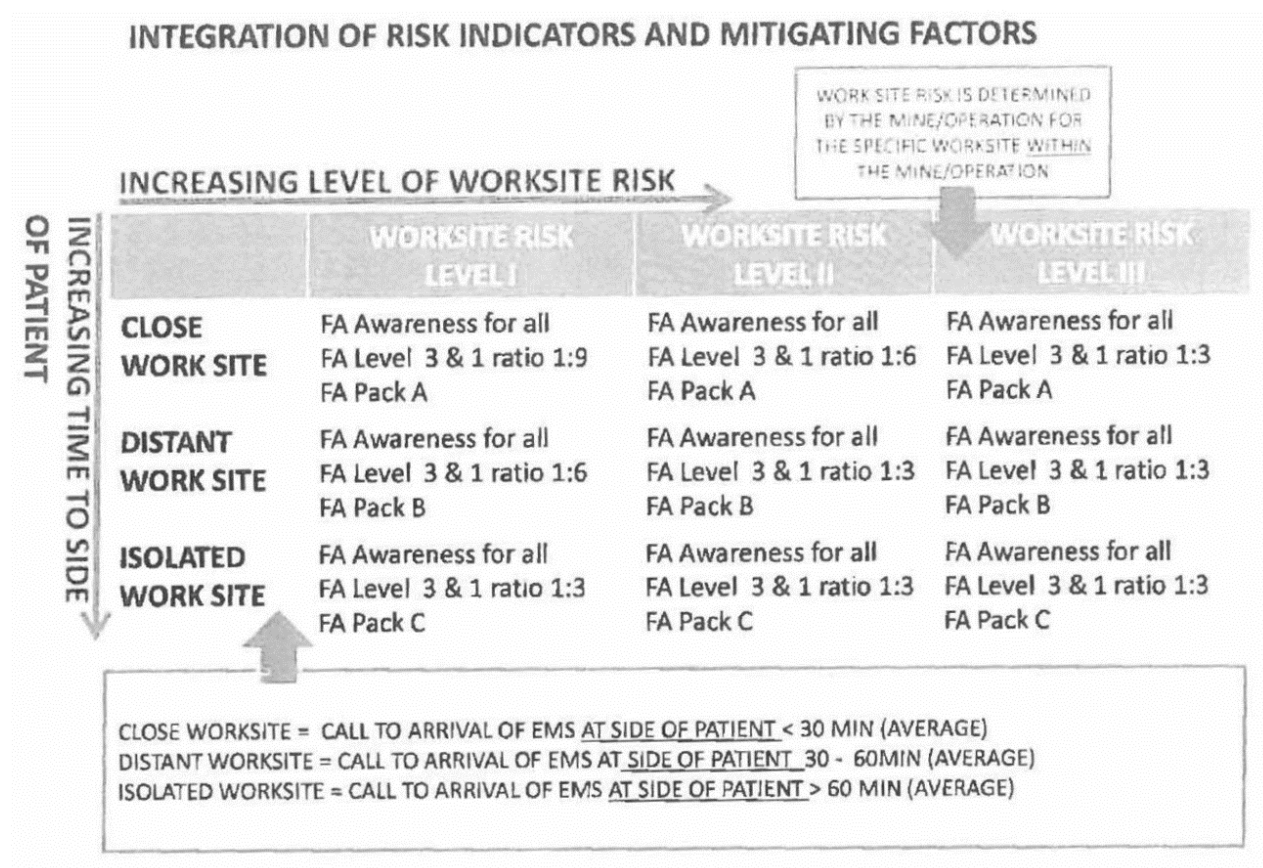 INTEGRATION OF RISK INDICATORS AND MITIGATING FACTORS
WORK SITE RISK IS DETERMINED
BY THE MINE/OPERATION FOR
THE SPECIFIC WORKSITE WITHIN
THE MINE/OPERATION
INCREASING LEVEL OF WORKSITE RISK
INCREASING TIME TO SIDE
OF PATIENT
WORKSITE RISK
LEVEL I
WORKSITE RISK
LEVEL II
WORKSITE RISK
LEVEL III
CLOSE
WORK SITE
FA Awareness for all
FA Level 3 & 1 ratio 1:9
FA Pack A
FA Awareness for all
FA Level 3 & 1 ratio 1:6
FA Pack A
FA Awareness for all
FA Level 3 & 1 ratio 1:3
FA Pack A
DISTANT
WORK SITE
FA Awareness for all
FA Level 3 & 1 ratio 1:6
FA Pack B
FA Awareness for all
FA Level 3 & 1 ratio 1:3
FA Pack B
FA Awareness for all
FA Level 3 & 1 ratio 1:3
FA Pack B
ISOLATED
WORK SITE
FA Awareness for all
FA Level 3 & 1 ratio 1:3
FA Pack C
FA Awareness for all
FA Level 3 & 1 ratio 1:3
FA Pack C
FA Awareness for all
FA Level 3 & 1 ratio 1:3
FA Pack C
CLOSE WORKSITE = CALL TO ARRIVAL OF EMS AT SIDE OF PATIENT < 30 MIN (AVERAGE)
DISTANT WORKSITE = CALL TO ARRIVAL OF EMS AT SIDE OF PATIENT 30 - 60MIN (AVERAGE)
ISOLATED WORKSITE = CALL TO ARRIVAL OF EMS AT SIDE OF PATIENT > 60 MIN (AVERAGE)